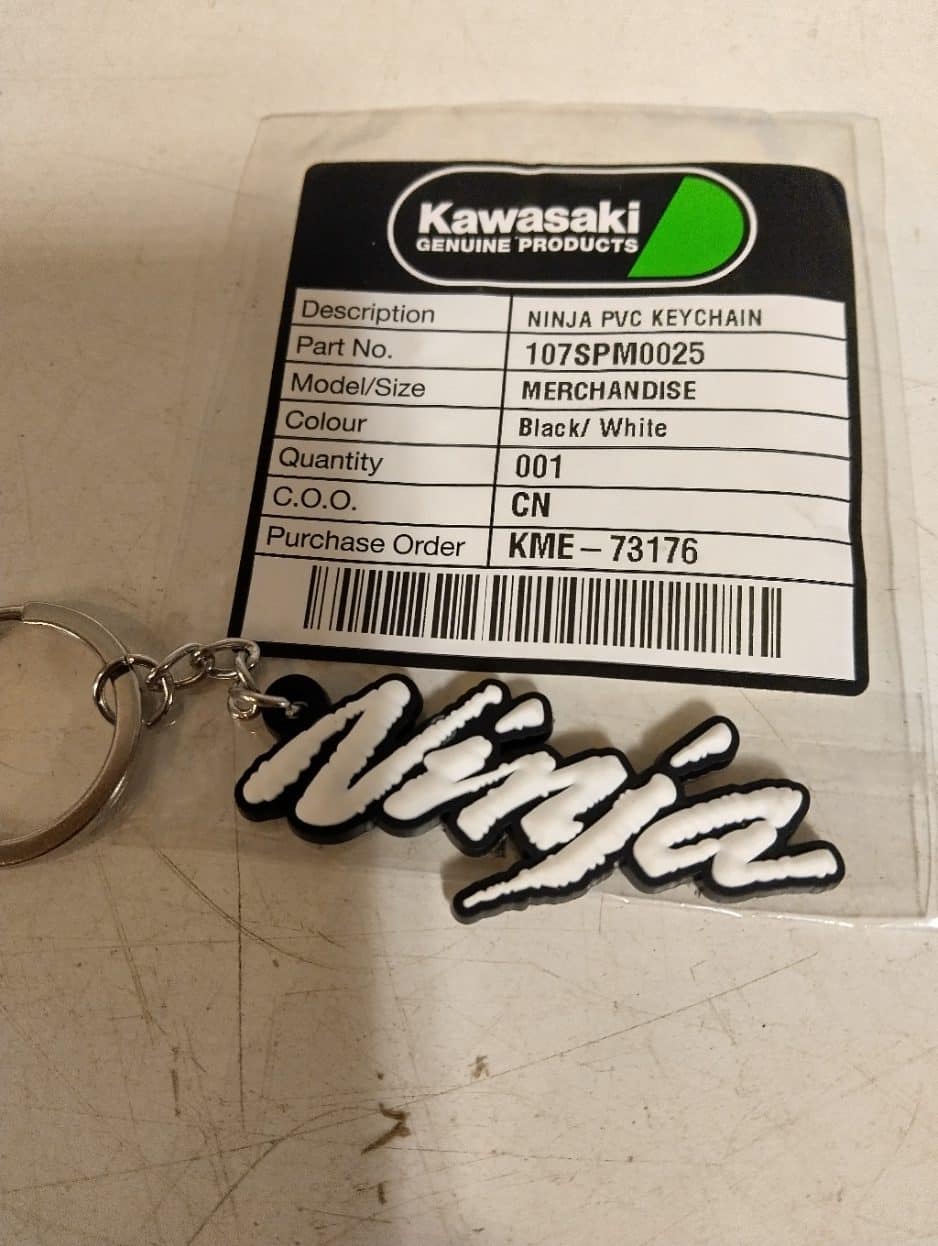 Kawasaki
GENUINE PRODUCTS
Description NINJA PVC KEYCHAIN
Part No. 107SPM0025
Model/Size MERCHANDISE
Colour Black/ White
Quantity 001
C.O.O. CN
Purchase Order KME – 73176
Ninja